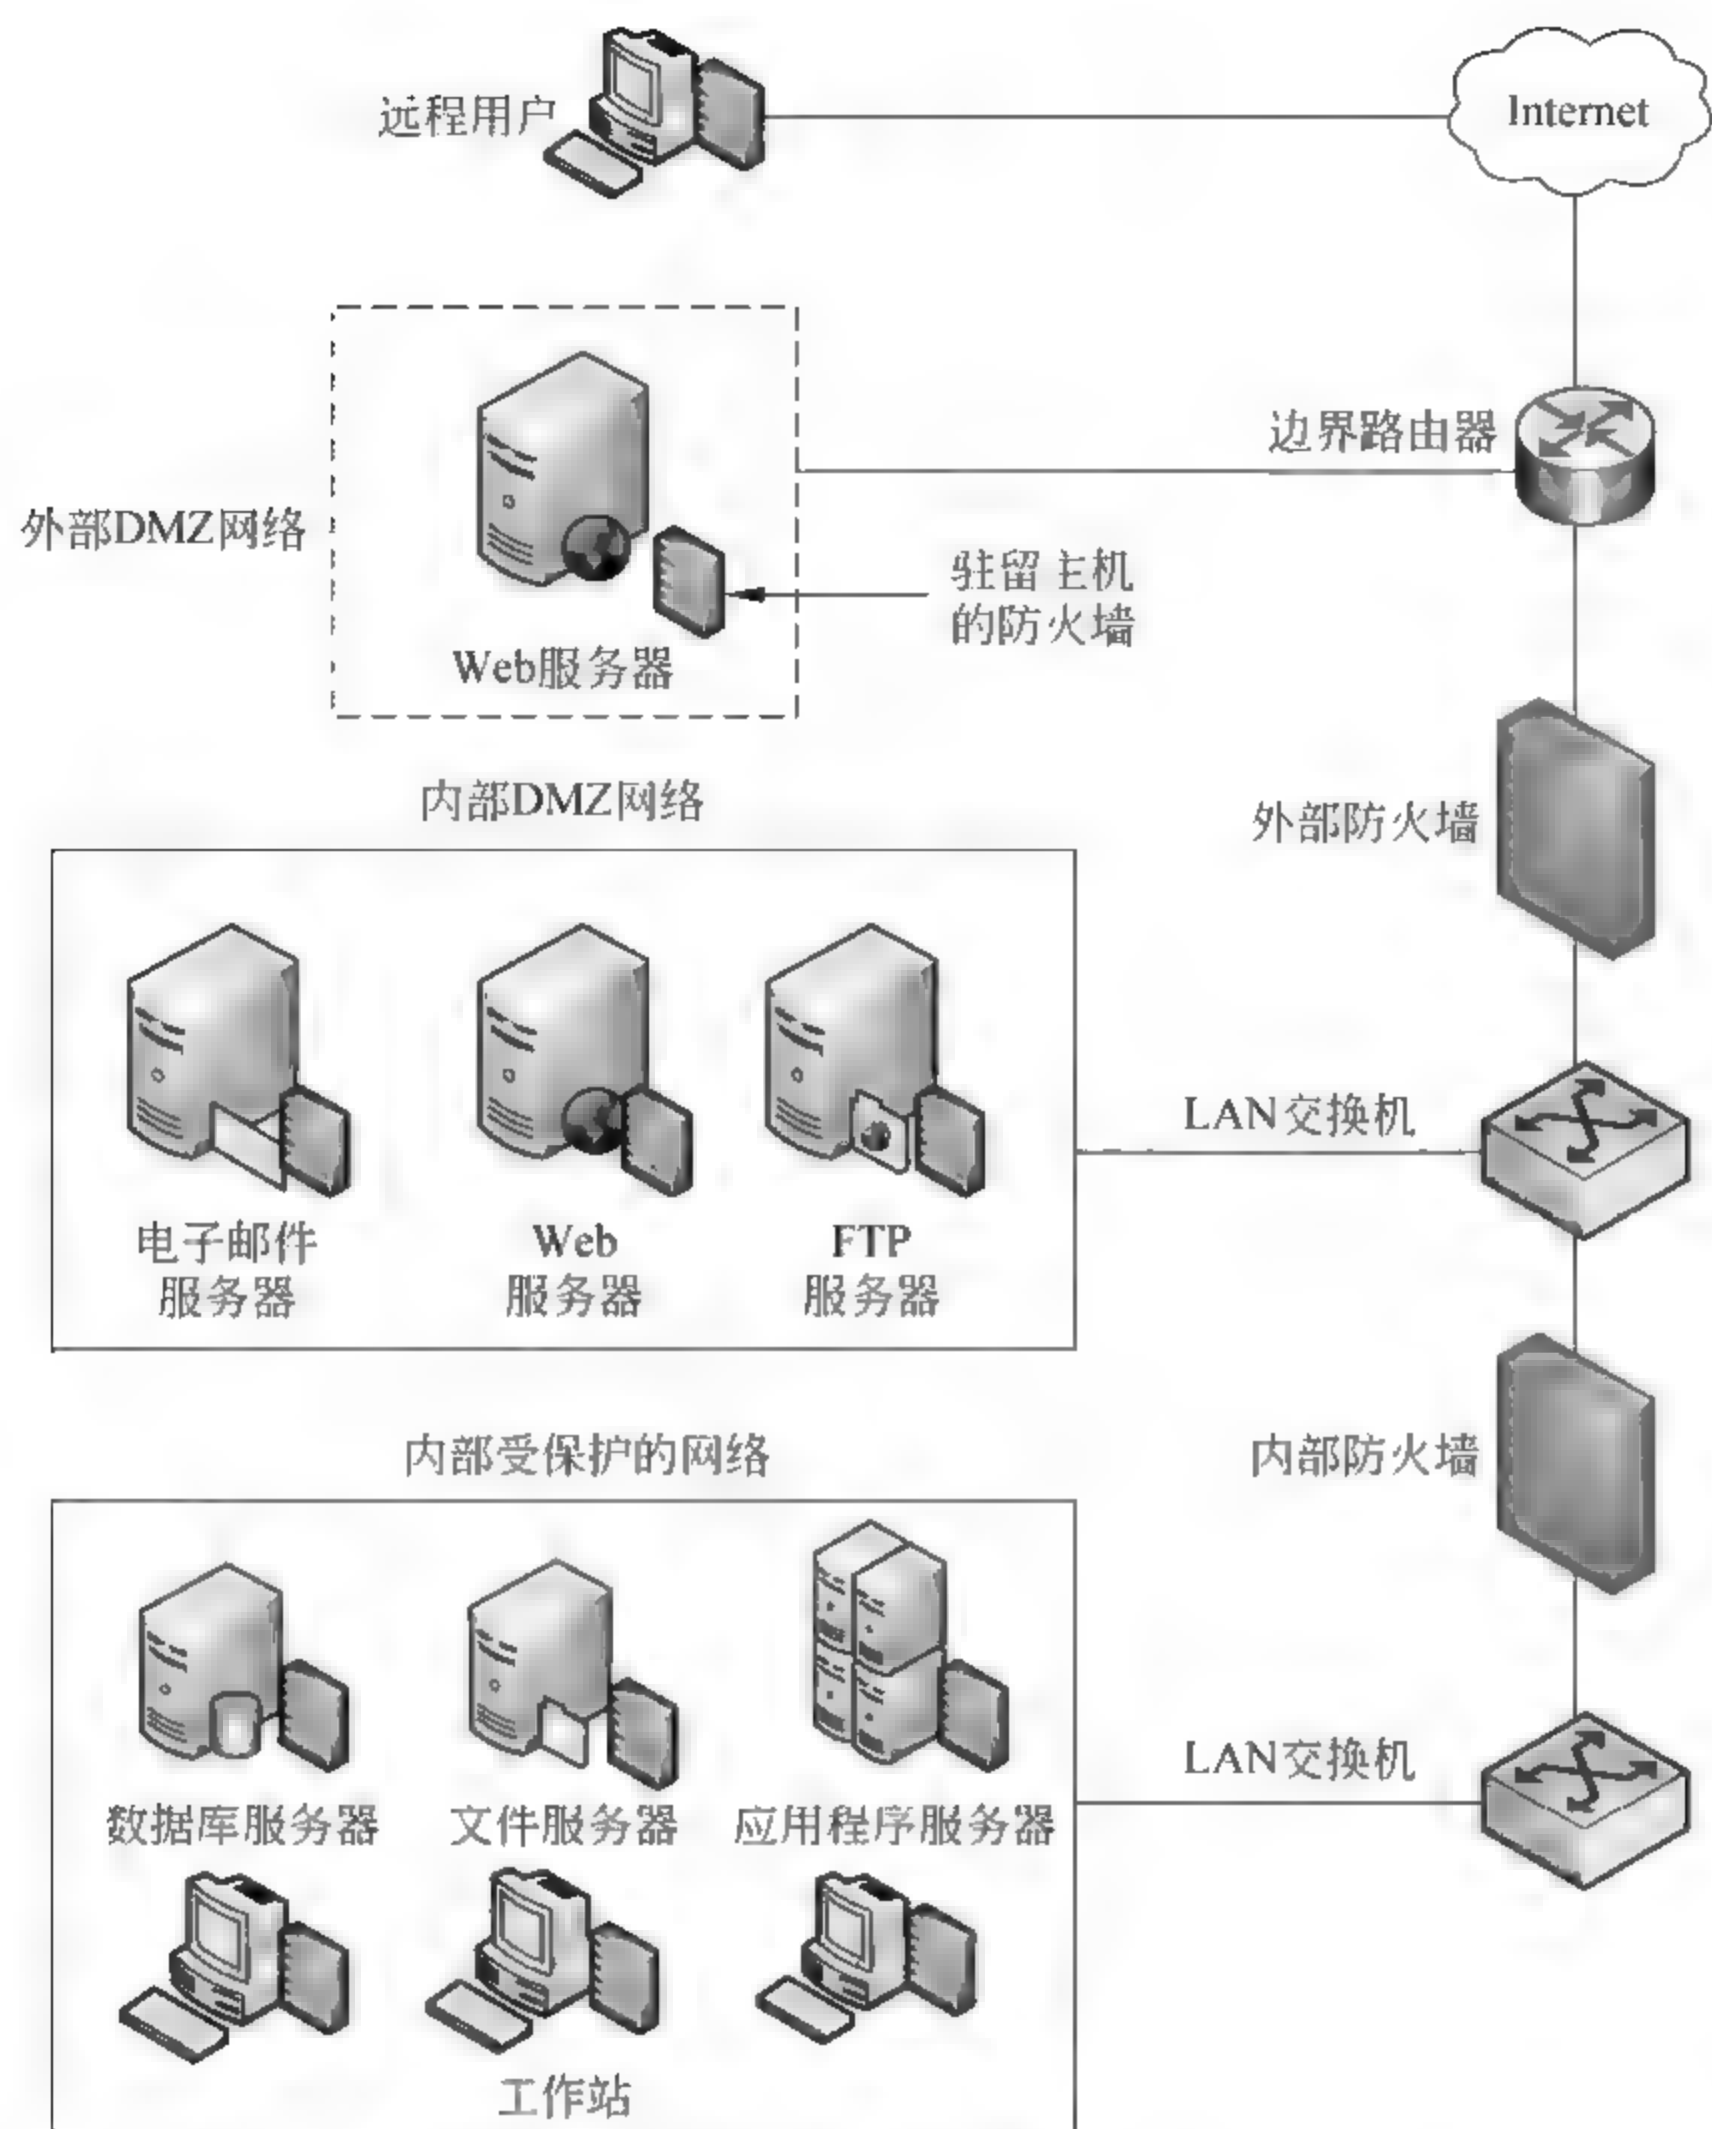 远程用户
Internet
边界路由器
外部DMZ网络
驻留主机
的防火墙
Web服务器
内部DMZ网络
外部防火墙
LAN交换机
电子邮件
服务器
Web
服务器
FTP
服务器
内部受保护的网络
内部防火墙
LAN交换机
数据库服务器
文件服务器
应用程序服务器
工作站